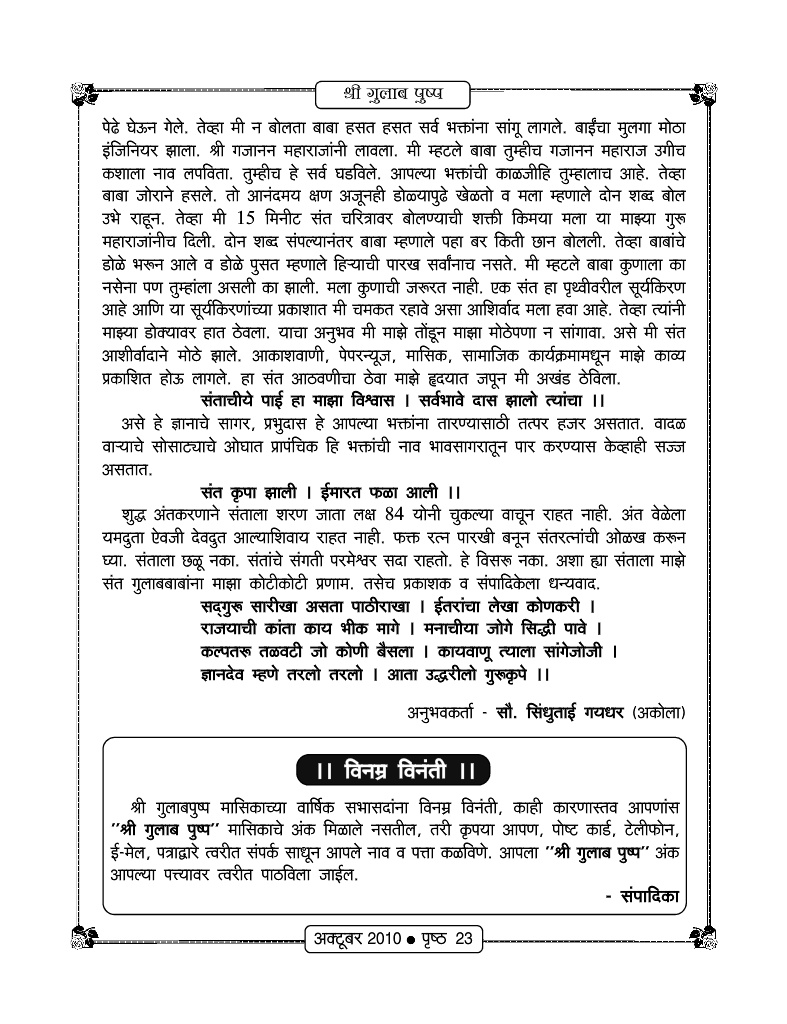 श्री गुलाब पुष्प
पेढे घेऊन गेले. तेव्हा मी न बोलता बाबा हसत हसत सर्व भक्तांना सांगू लागले. बाईंचा मुलगा मोठा
इंजिनियर झाला. श्री गजानन महाराजांनी लावला. मी म्हटले बाबा तुम्हीच गजानन महाराज उगीच
कशाला नाव लपविता. तुम्हीच हे सर्व घडविले. आपल्या भक्तांची काळजीहि तुम्हालाच आहे. तेव्हा
बाबा जोराने हसले. तो आनंदमय क्षण अजूनही डोळ्यापुढे खेळतो व मला म्हणाले दोन शब्द बोल
उभे राहून. तेव्हा मी 15 मिनीट संत चरित्रावर बोलण्याची शक्ती किमया मला या माझ्या गुरू
महाराजांनीच दिली. दोन शब्द संपल्यानंतर बाबा म्हणाले पहा बर किती छान बोलली. तेव्हा बाबांचे
डोळे भरून आले व डोळे पुसत म्हणाले हिऱ्याची पारख सर्वांनाच नसते. मी म्हटले बाबा कुणाला का
नसेना पण तुम्हांला असली का झाली. मला कुणाची जरूरत नाही. एक संत हा पृथ्वीवरील सूर्यकिरण
आहे आणि या सूर्यकिरणांच्या प्रकाशात मी चमकत रहावे असा आशिर्वाद मला हवा आहे. तेव्हा त्यांनी
माझ्या डोक्यावर हात ठेवला. याचा अनुभव मी माझे तोंडून माझा मोठेपणा न सांगावा. असे मी संत
आशीर्वादाने मोठे झाले. आकाशवाणी, पेपरन्यूज, मासिक, सामाजिक कार्यक्रमामधून माझे काव्य
प्रकाशित होऊ लागले. हा संत आठवणीचा ठेवा माझे हृदयात जपून मी अखंड ठेविला.
संताचीये पाई हा माझा विश्वास । सर्वभावे दास झालो त्यांचा ।।
असे हे ज्ञानाचे सागर, प्रभुदास हे आपल्या भक्तांना तारण्यासाठी तत्पर हजर असतात. वादळ
वाऱ्याचे सोसाट्याचे ओघात प्रापंचिक हि भक्तांची नाव भावसागरातून पार करण्यास केव्हाही सज्ज
असतात.
संत कृपा झाली । ईमारत फळा आली ।।
शुद्ध अंतकरणाने संताला शरण जाता लक्ष 84 योनी चुकल्या वाचून राहत नाही. अंत वेळेला
यमदुता ऐवजी देवदुत आल्याशिवाय राहत नाही. फक्त रत्न पारखी बनून संतरत्नांची ओळख करून
घ्या. संताला छळू नका. संतांचे संगती परमेश्वर सदा राहतो. हे विसरू नका. अशा ह्या संताला माझे
संत गुलाबबाबांना माझा कोटीकोटी प्रणाम. तसेच प्रकाशक व संपादिकेला धन्यवाद.
सद्‌गुरू सारीखा असता पाठीराखा । ईतरांचा लेखा कोणकरी ।
राजयाची कांता काय भीक मागे । मनाचीया जोगे सिद्धी पावे ।
कल्पतरू तळवटी जो कोणी बैसला । कायवाणू त्याला सांगेजोजी ।
ज्ञानदेव म्हणे तरलो तरलो । आता उद्धरीलो गुरूकृपे ।।
अनुभवकर्ता - सौ. सिंधुताई गयधर (अकोला)
।। विनम्र विनंती ।।
श्री गुलाबपुष्प मासिकाच्या वार्षिक सभासदांना विनम्र विनंती, काही कारणास्तव आपणांस
"श्री गुलाब पुष्प" मासिकाचे अंक मिळाले नसतील, तरी कृपया आपण, पोष्ट कार्ड, टेलीफोन,
ई-मेल, पत्राद्वारे त्वरीत संपर्क साधून आपले नाव व पत्ता कळविणे. आपला "श्री गुलाब पुष्प" अंक
आपल्या पत्त्यावर त्वरीत पाठविला जाईल.
- संपादिका
अक्टूबर 2010 ● पृष्ठ 23